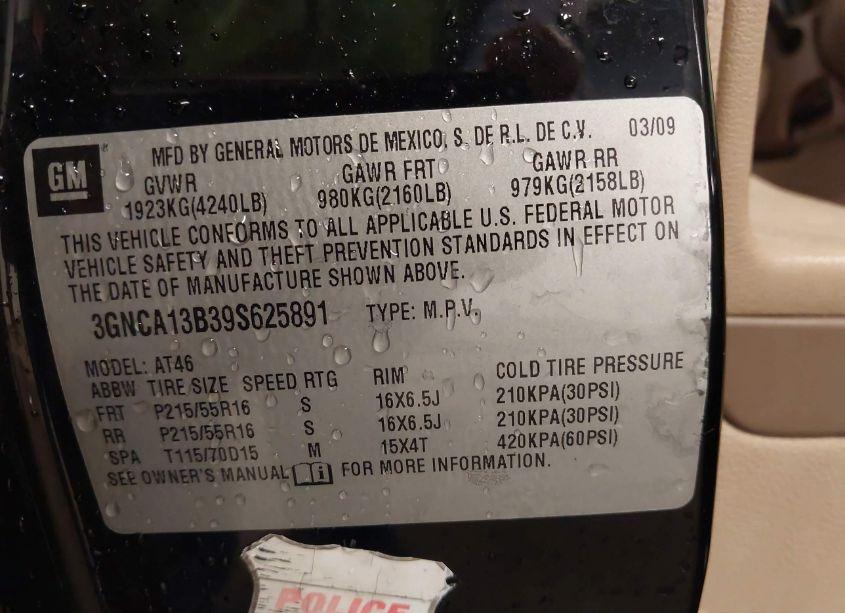 GM
MFD BY GENERAL MOTORS DE MEXICO, S. DE R.L. DE C.V. 03/09
GVWR GAWR FRT GAWR RR
1923KG(4240LB) 980KG(2160LB) 979KG(2158LB)
THIS VEHICLE CONFORMS TO ALL APPLICABLE U.S. FEDERAL MOTOR
VEHICLE SAFETY AND THEFT PREVENTION STANDARDS IN EFFECT ON
THE DATE OF MANUFACTURE SHOWN ABOVE.
3GNCA13B39S625891 TYPE: M.P.V.
MODEL: AT46
ABBW TIRE SIZE SPEED RTG RIM COLD TIRE PRESSURE
FRT P215/55R16 S 16X6.5J 210KPA(30PSI)
RR P215/55R16 S 16X6.5J 210KPA(30PSI)
SPA T115/70D15 M 15X4T 420KPA(60PSI)
SEE OWNER'S MANUAL i FOR MORE INFORMATION.
POLICE